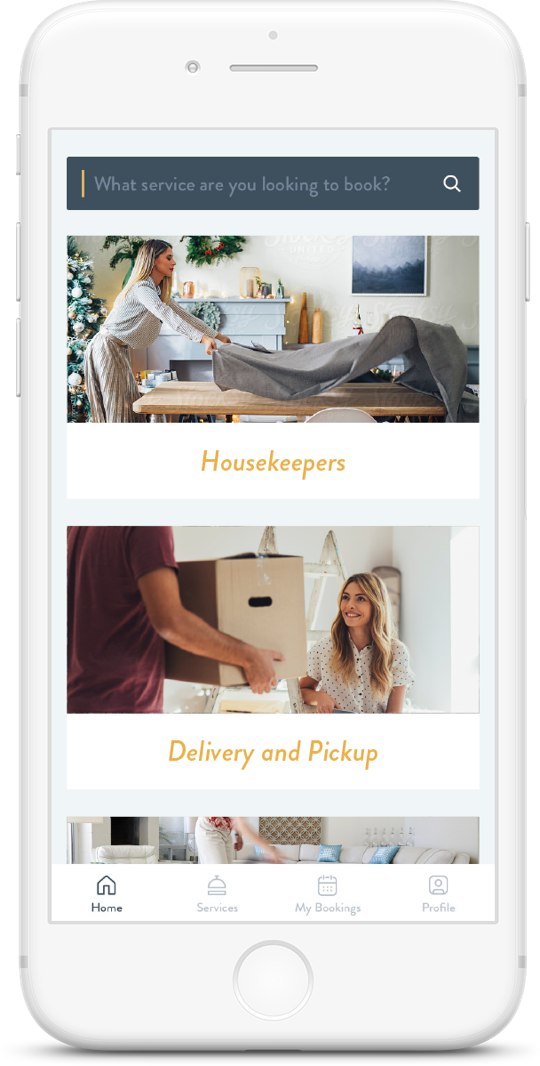 What service are you looking to book?
Housekeepers
Delivery and Pickup
Home
Services
My Bookings
Profile